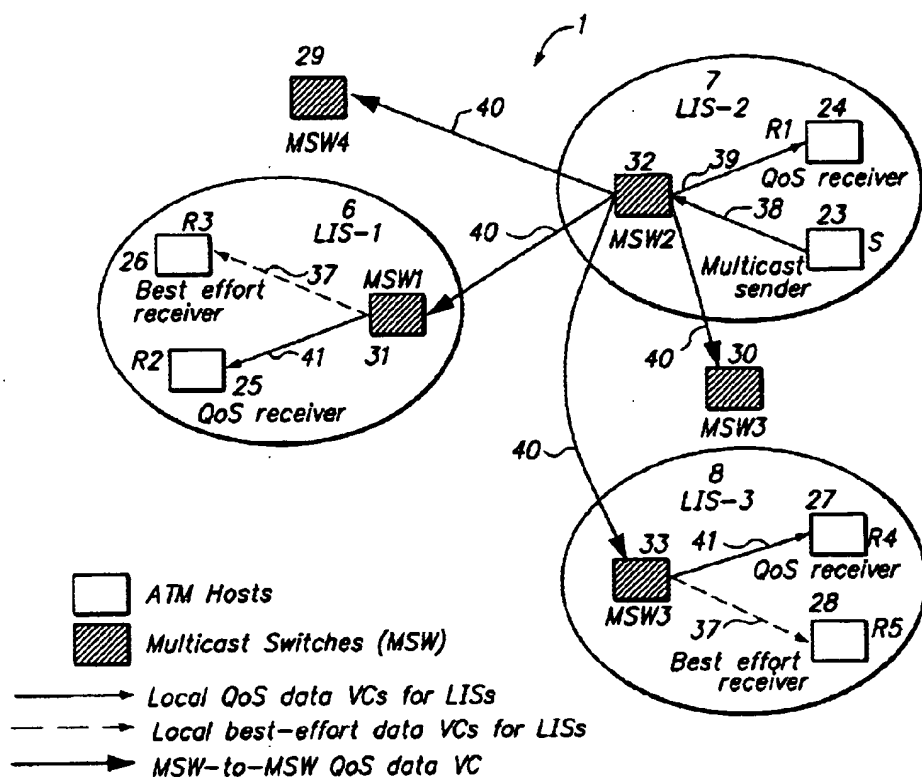 1
29
MSW4
40
7
LIS-2
24
R1
32
39
QoS receiver
38
23
S
MSW2
Multicast
sender
6
LIS-1
40
R3
26
37
MSW1
Best effort
receiver
R2
41
31
25
QoS receiver
40
30
MSW3
40
8
LIS-3
27
33
41
R4
QoS receiver
MSW3
28
37
R5
Best effort
receiver
ATM Hosts
Multicast Switches (MSW)
Local QoS data VCs for LISs
Local best-effort data VCs for LISs
MSW-to-MSW QoS data VC